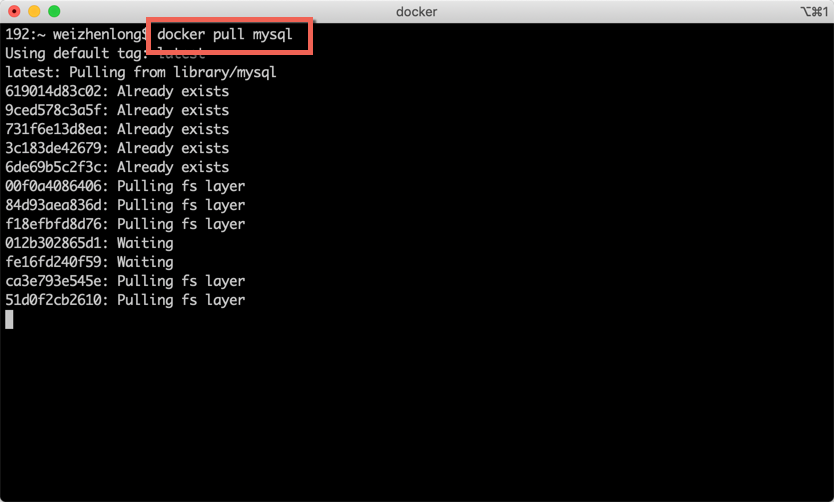 docker
⌥⌘1
192:~ weizhenlong$ docker pull mysql
Using default tag: latest
latest: Pulling from library/mysql
619014d83c02: Already exists
9ced578c3a5f: Already exists
731f6e13d8ea: Already exists
3c183de42679: Already exists
6de69b5c2f3c: Already exists
00f0a4086406: Pulling fs layer
84d93aea836d: Pulling fs layer
f18efbfd8d76: Pulling fs layer
012b302865d1: Waiting
fe16fd240f59: Waiting
ca3e793e545e: Pulling fs layer
51d0f2cb2610: Pulling fs layer